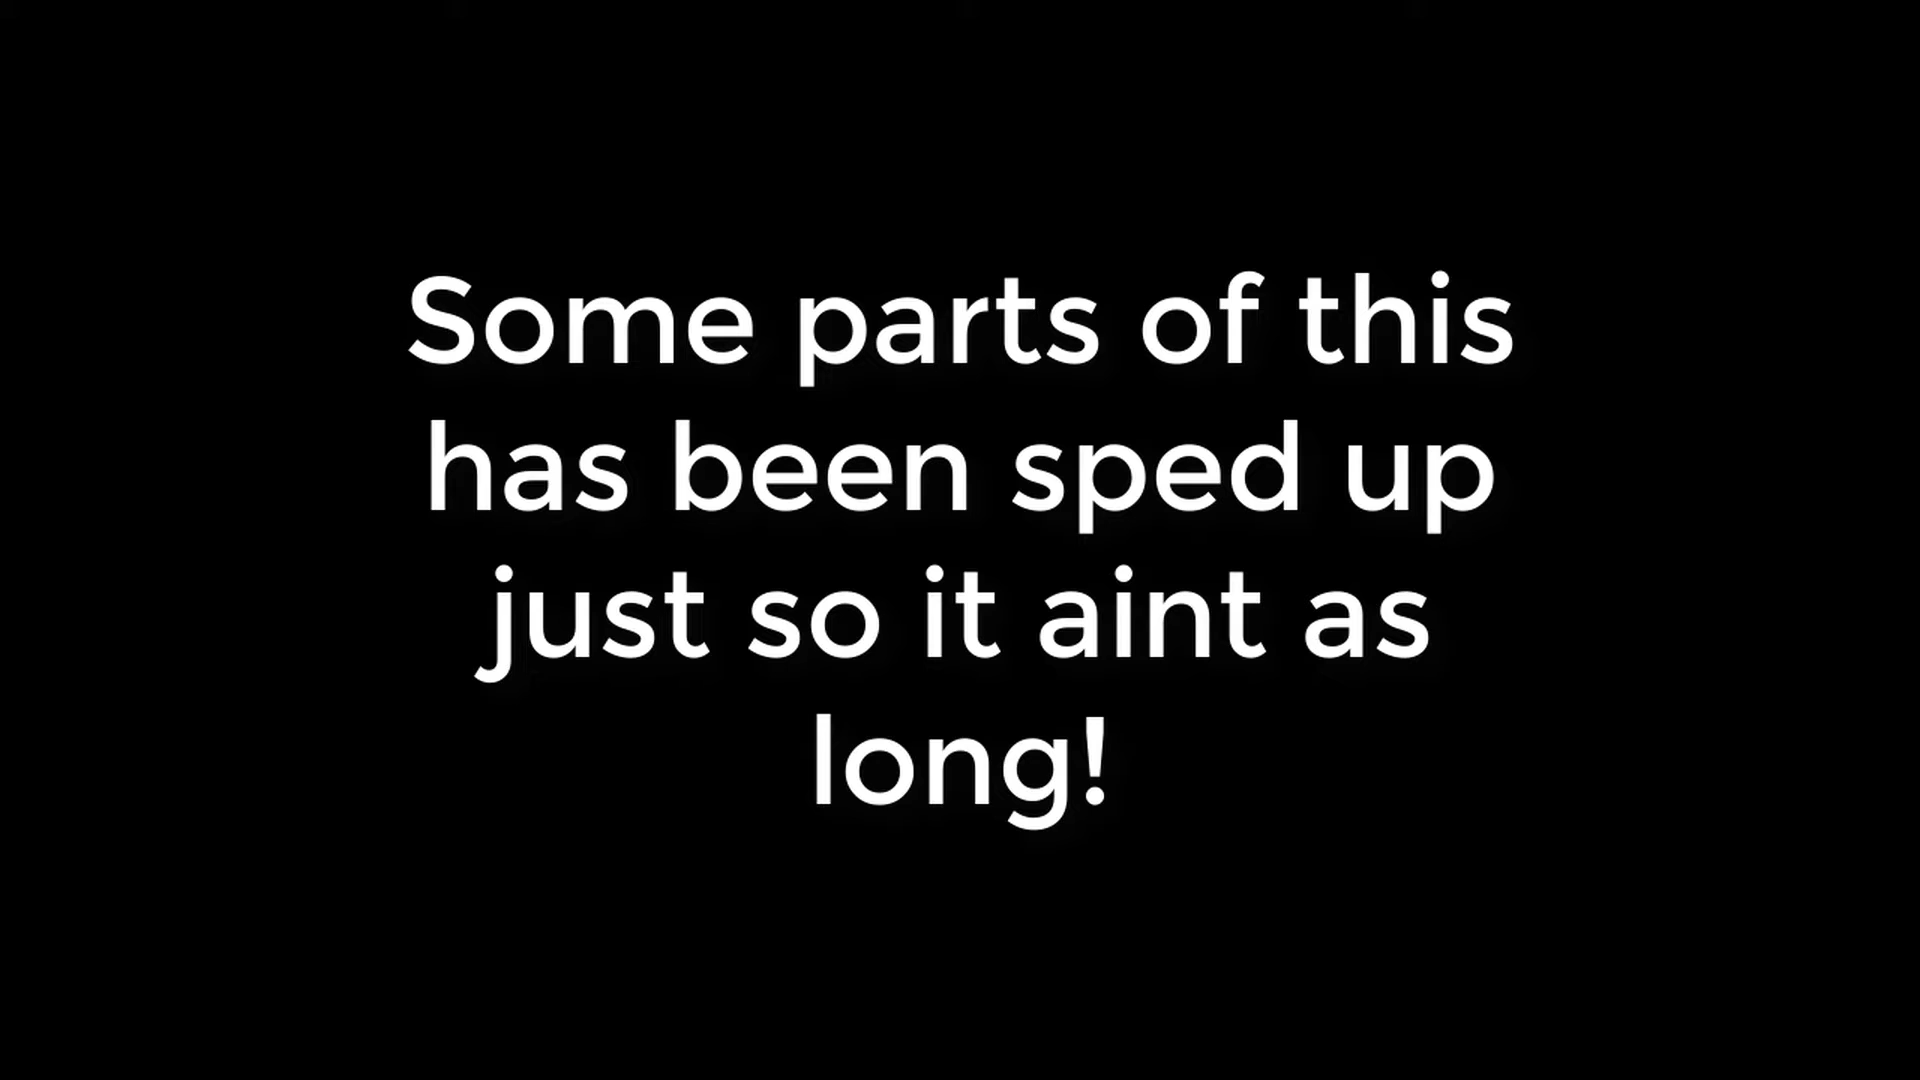 Some parts of this
has been sped up
just so it aint as
long!